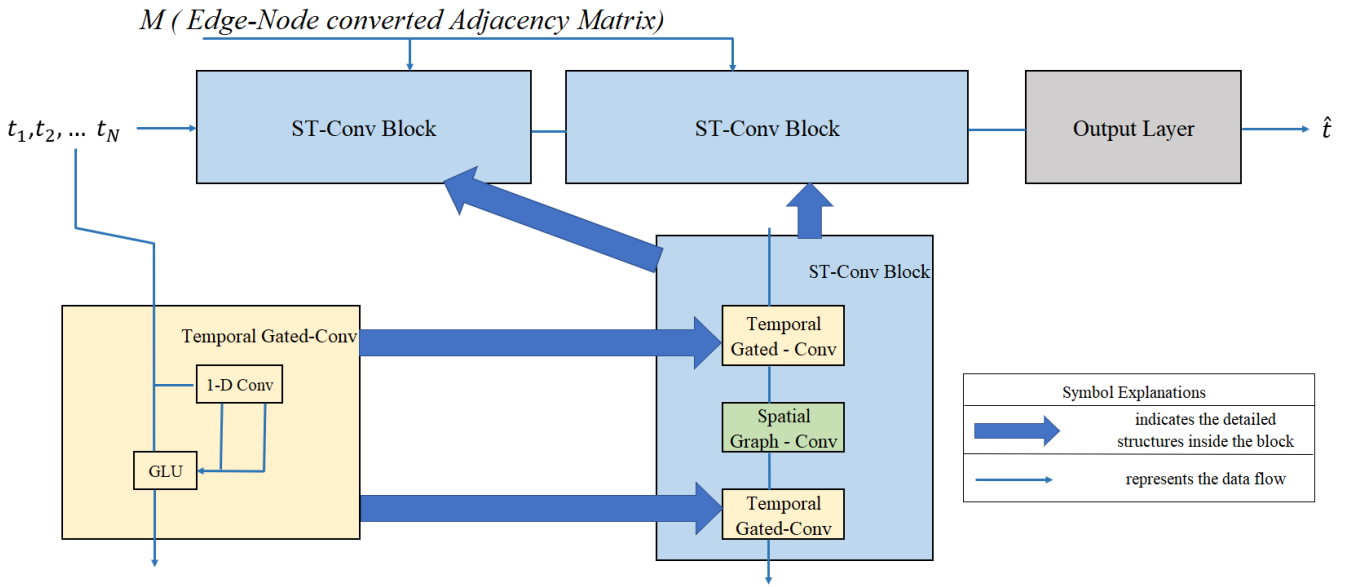 M ( Edge-Node converted Adjacency Matrix)
t₁,t₂, ... t_N
ST-Conv Block
ST-Conv Block
Output Layer
t̂
ST-Conv Block
Temporal Gated-Conv
1-D Conv
GLU
Temporal
Gated - Conv
Spatial
Graph - Conv
Temporal
Gated-Conv
Symbol Explanations
indicates the detailed
structures inside the block
represents the data flow